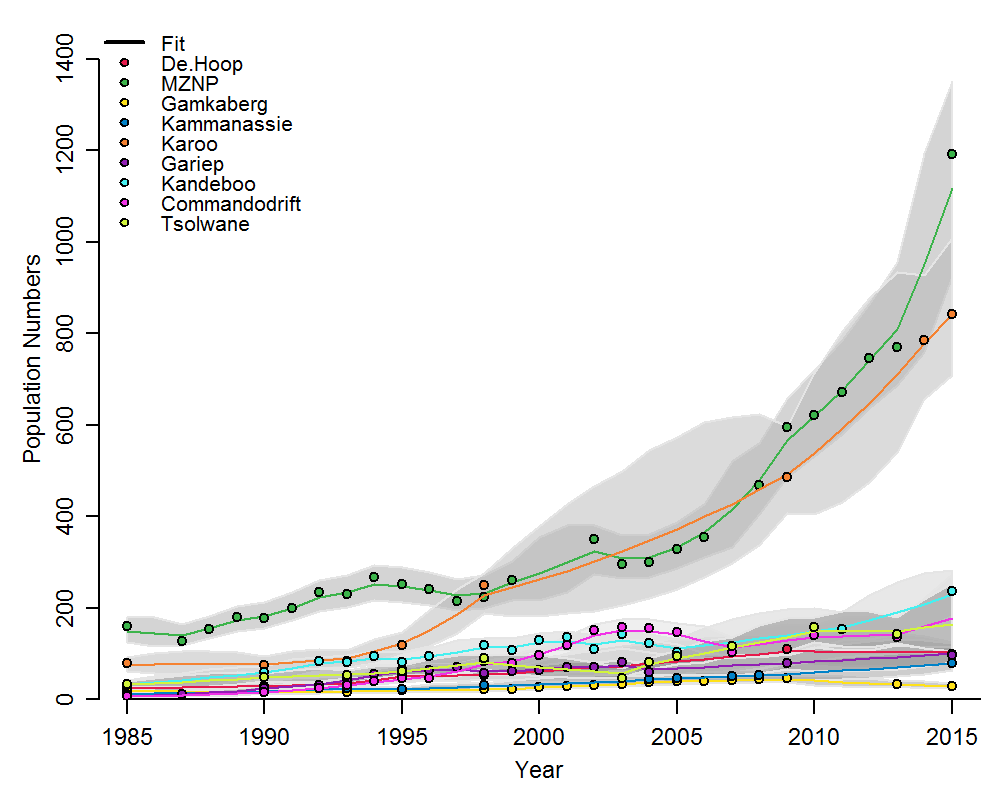 Fit
De.Hoop
MZNP
Gamkaberg
Kammanassie
Karoo
Gariep
Kandeboo
Commandodrift
Tsolwane
Population Numbers
1400
1200
1000
800
600
400
200
0
1985 1990 1995 2000 2005 2010 2015
Year